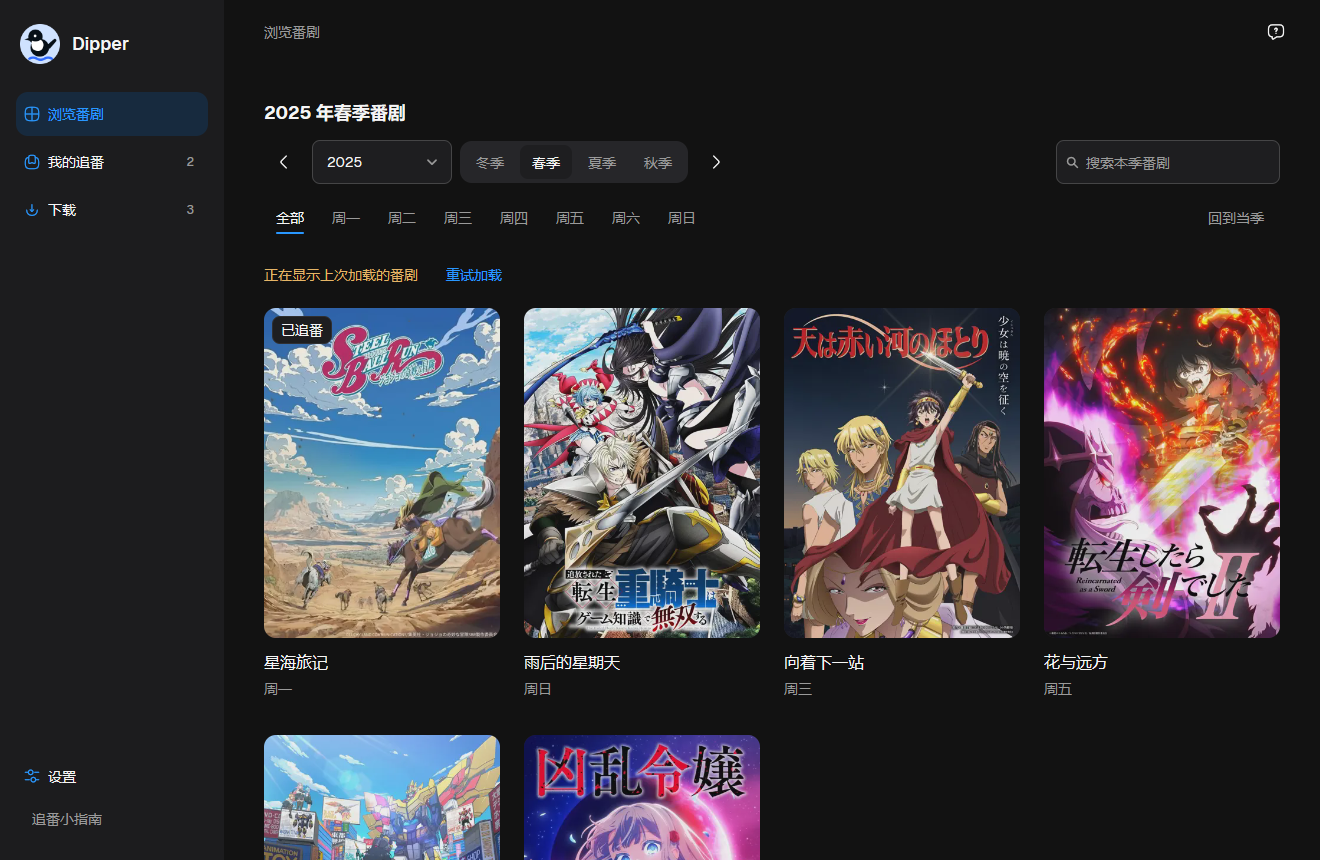 Dipper
浏览番剧
我的追番 2
下载 3
设置
追番小指南
浏览番剧
2025 年春季番剧
2025
冬季 春季 夏季 秋季
搜索本季番剧
全部 周一 周二 周三 周四 周五 周六 周日
回到当季
正在显示上次加载的番剧 重试加载
已追番
STEEL
BALL RUN
追放された
転生重騎士は
ゲーム知識で無双する
天は赤い河のほとり
少女は暁の空を征く
転生したら
Reincarnated
as a Sword
剣でした
II
星海旅记
周一
雨后的星期天
周日
向着下一站
周三
花与远方
周五
凶乱令嬢